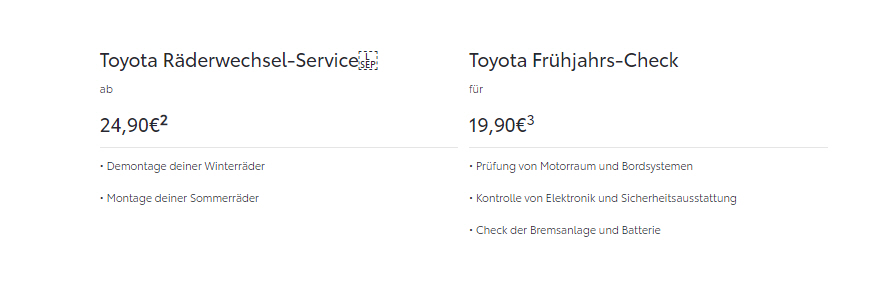 Toyota Räderwechsel-Service
ab
24,90€²
• Demontage deiner Winterräder
• Montage deiner Sommerräder
Toyota Frühjahrs-Check
für
19,90€³
• Prüfung von Motorraum und Bordsystemen
• Kontrolle von Elektronik und Sicherheitsausstattung
• Check der Bremsanlage und Batterie